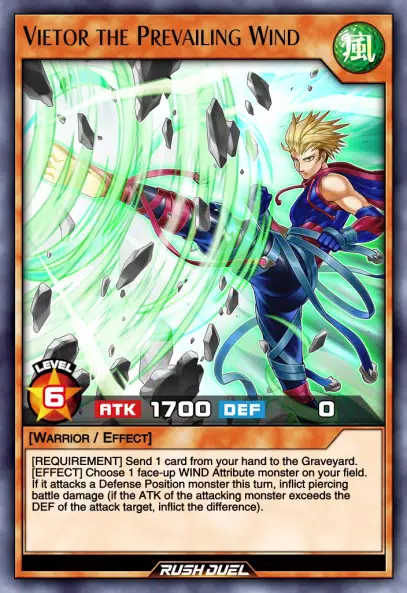 Vietor the Prevailing Wind
風
LEVEL
6
ATK 1700 DEF 0
[Warrior / Effect]
[REQUIREMENT] Send 1 card from your hand to the Graveyard.
[EFFECT] Choose 1 face-up WIND Attribute monster on your field.
If it attacks a Defense Position monster this turn, inflict piercing
battle damage (if the ATK of the attacking monster exceeds the
DEF of the attack target, inflict the difference).
RUSH DUEL